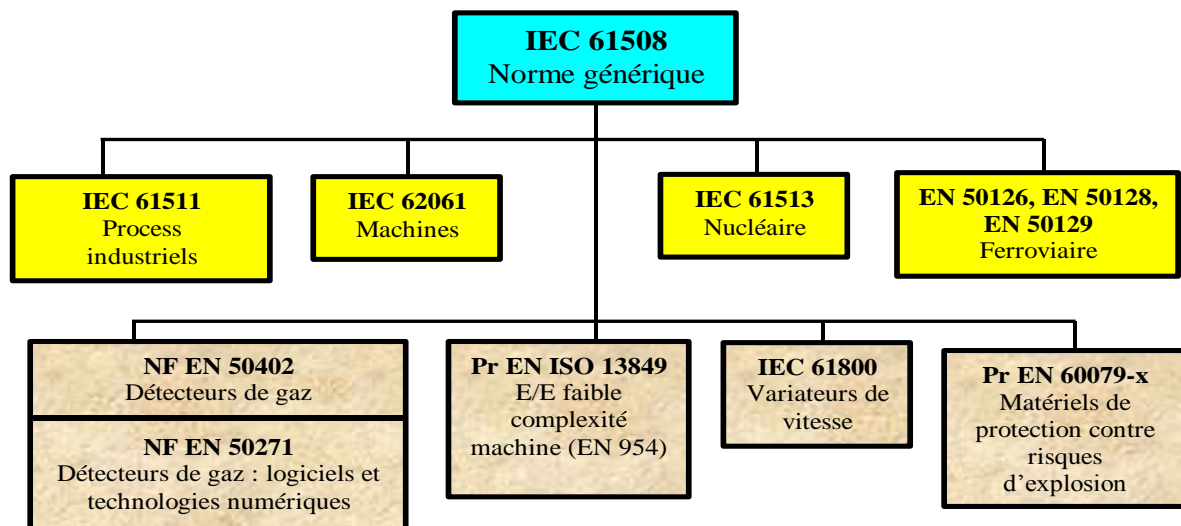 IEC 61508
Norme générique
IEC 61511
Process
industriels
IEC 62061
Machines
IEC 61513
Nucléaire
EN 50126, EN 50128,
EN 50129
Ferroviaire
NF EN 50402
Détecteurs de gaz
NF EN 50271
Détecteurs de gaz : logiciels et
technologies numériques
Pr EN ISO 13849
E/E faible
complexité
machine (EN 954)
IEC 61800
Variateurs de
vitesse
Pr EN 60079-x
Matériels de
protection contre
risques
d’explosion